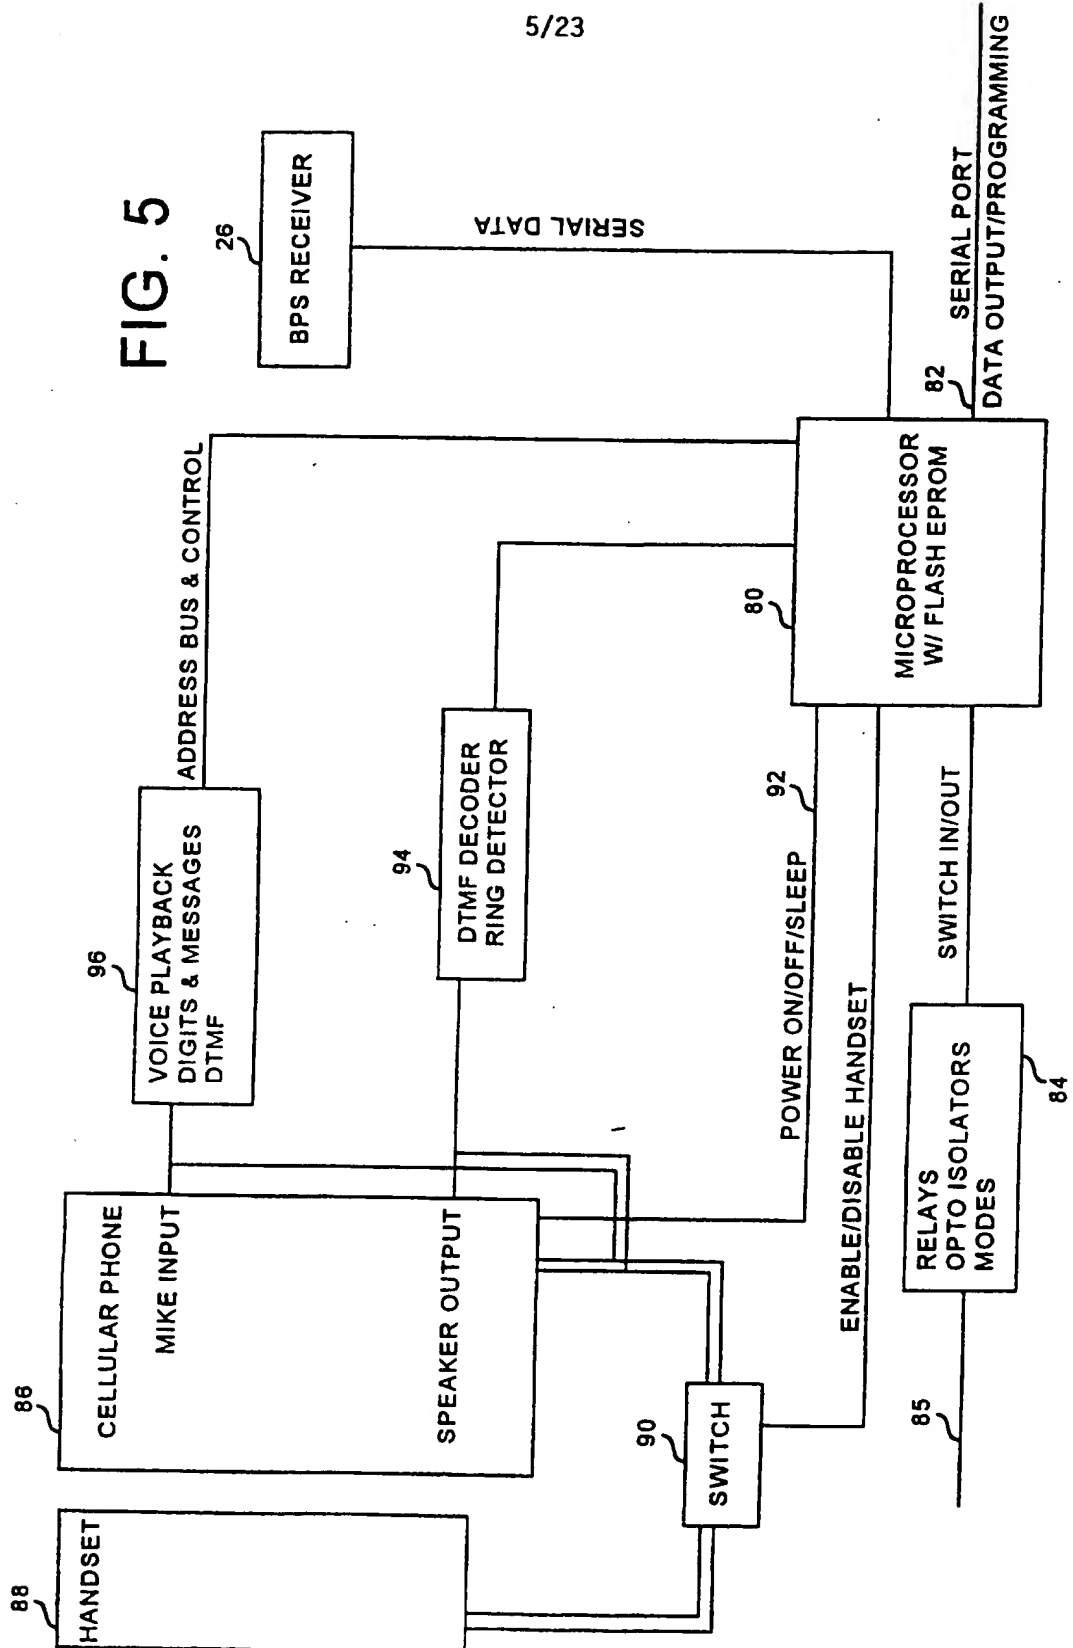 5/23
FIG. 5
88
HANDSET
86
CELLULAR PHONE
MIKE INPUT
SPEAKER OUTPUT
96
VOICE PLAYBACK
DIGITS & MESSAGES
DTMF
ADDRESS BUS & CONTROL
26
BPS RECEIVER
SERIAL DATA
94
DTMF DECODER
RING DETECTOR
90
SWITCH
POWER ON/OFF/SLEEP
92
ENABLE/DISABLE HANDSET
80
MICROPROCESSOR
W/ FLASH EPROM
82
SERIAL PORT
DATA OUTPUT/PROGRAMMING
85
RELAYS
OPTO ISOLATORS
MODES
84
SWITCH IN/OUT